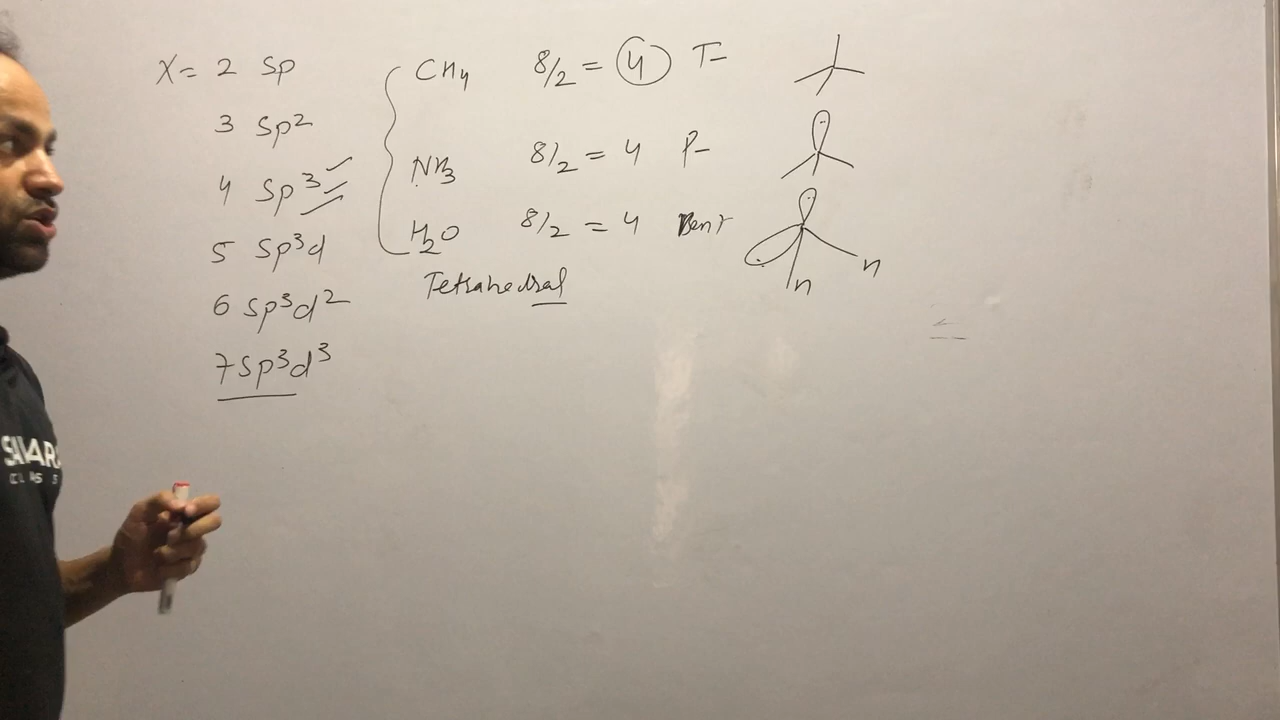 X = 2 sp
3 sp2
4 sp3
5 sp3d
6 sp3d2
7 sp3d3
CH4 8/2 = 4 T-
NH3 8/2 = 4 P-
H2O 8/2 = 4 Bent
n
n
Tetrahedral